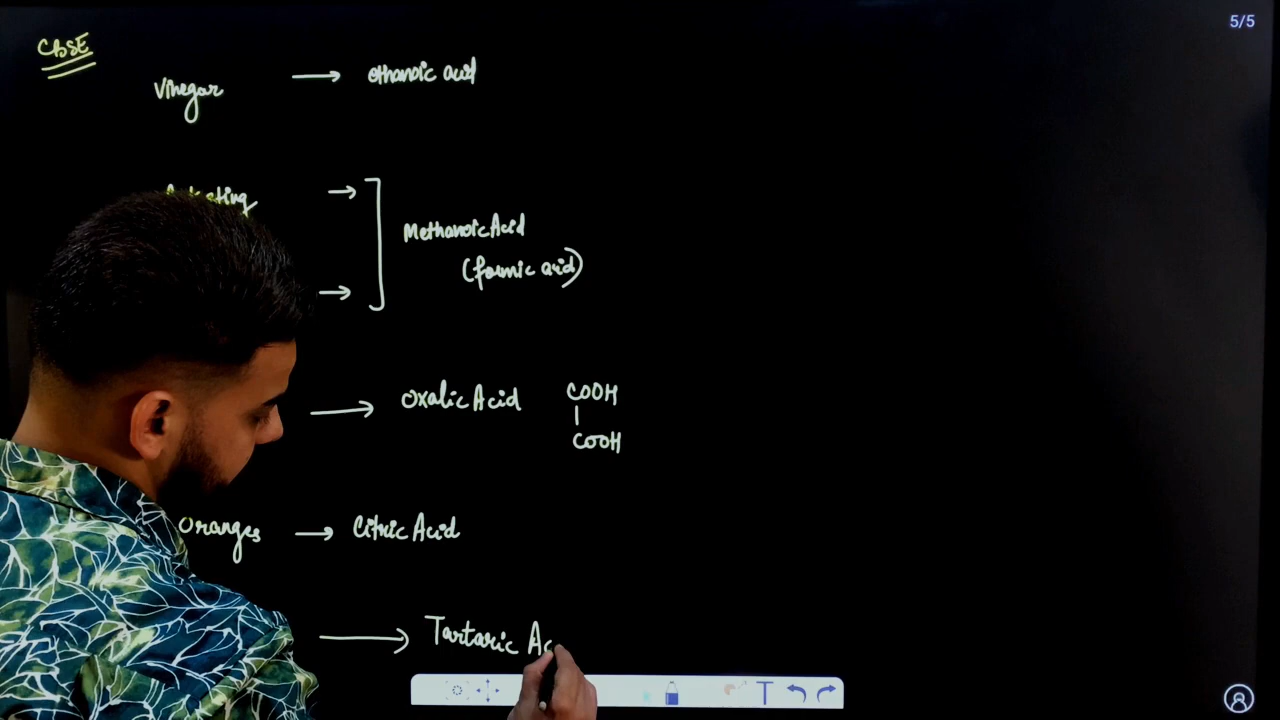 5/5
CBSE
Vinegar → ethanoic acid
→
Methanoic Acid
(formic acid)
→
→ Oxalic Acid COOH
|
COOH
Oranges → Citric Acid
→ Tartaric Ac
T